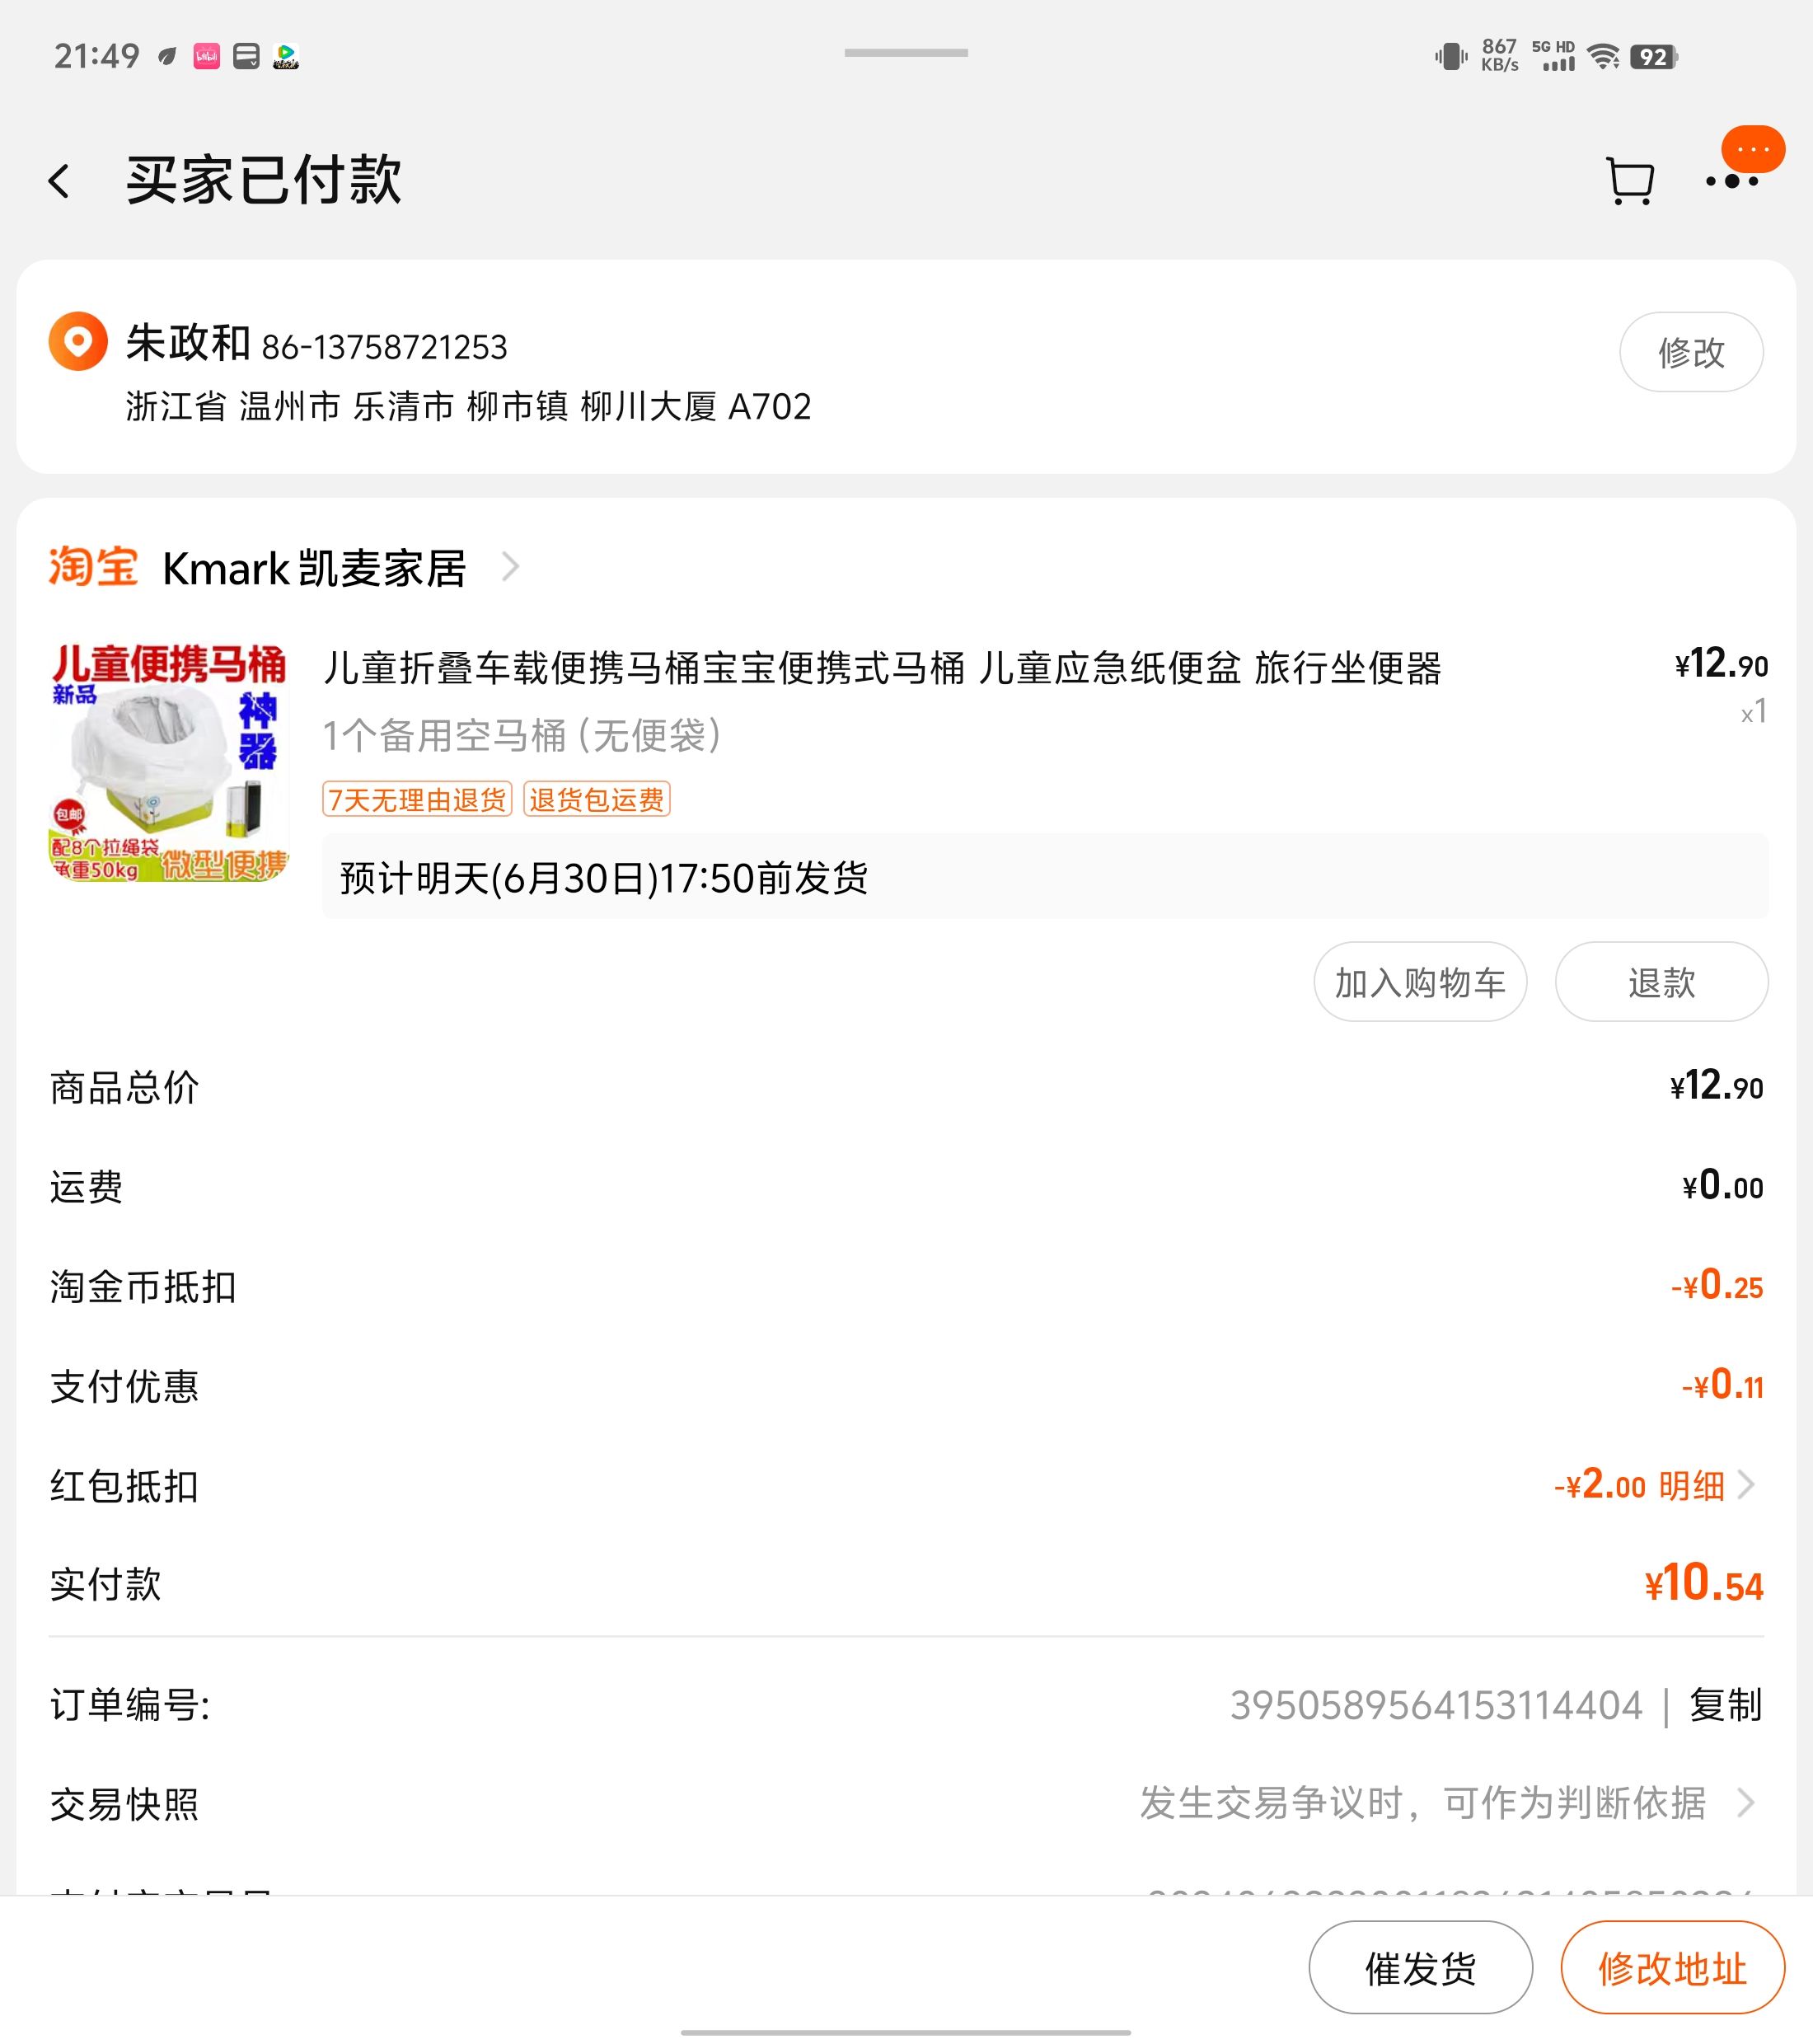 21:49
867 KB/s
5G HD
92
买家已付款
朱政和 86-13758721253
修改
浙江省 温州市 乐清市 柳市镇 柳川大厦 A702
淘宝 Kmark凯麦家居
儿童便携马桶
新品
神器
包邮
配8个拉绳袋
承重50kg
微型便携
儿童折叠车载便携马桶宝宝便携式马桶 儿童应急纸便盆 旅行坐便器
¥12.90
1个备用空马桶（无便袋）
x1
7天无理由退货 退货包运费
预计明天(6月30日)17:50前发货
加入购物车 退款
商品总价 ¥12.90
运费 ¥0.00
淘金币抵扣 -¥0.25
支付优惠 -¥0.11
红包抵扣 -¥2.00 明细
实付款 ¥10.54
订单编号: 3950589564153114404 | 复制
交易快照 发生交易争议时，可作为判断依据
催发货 修改地址